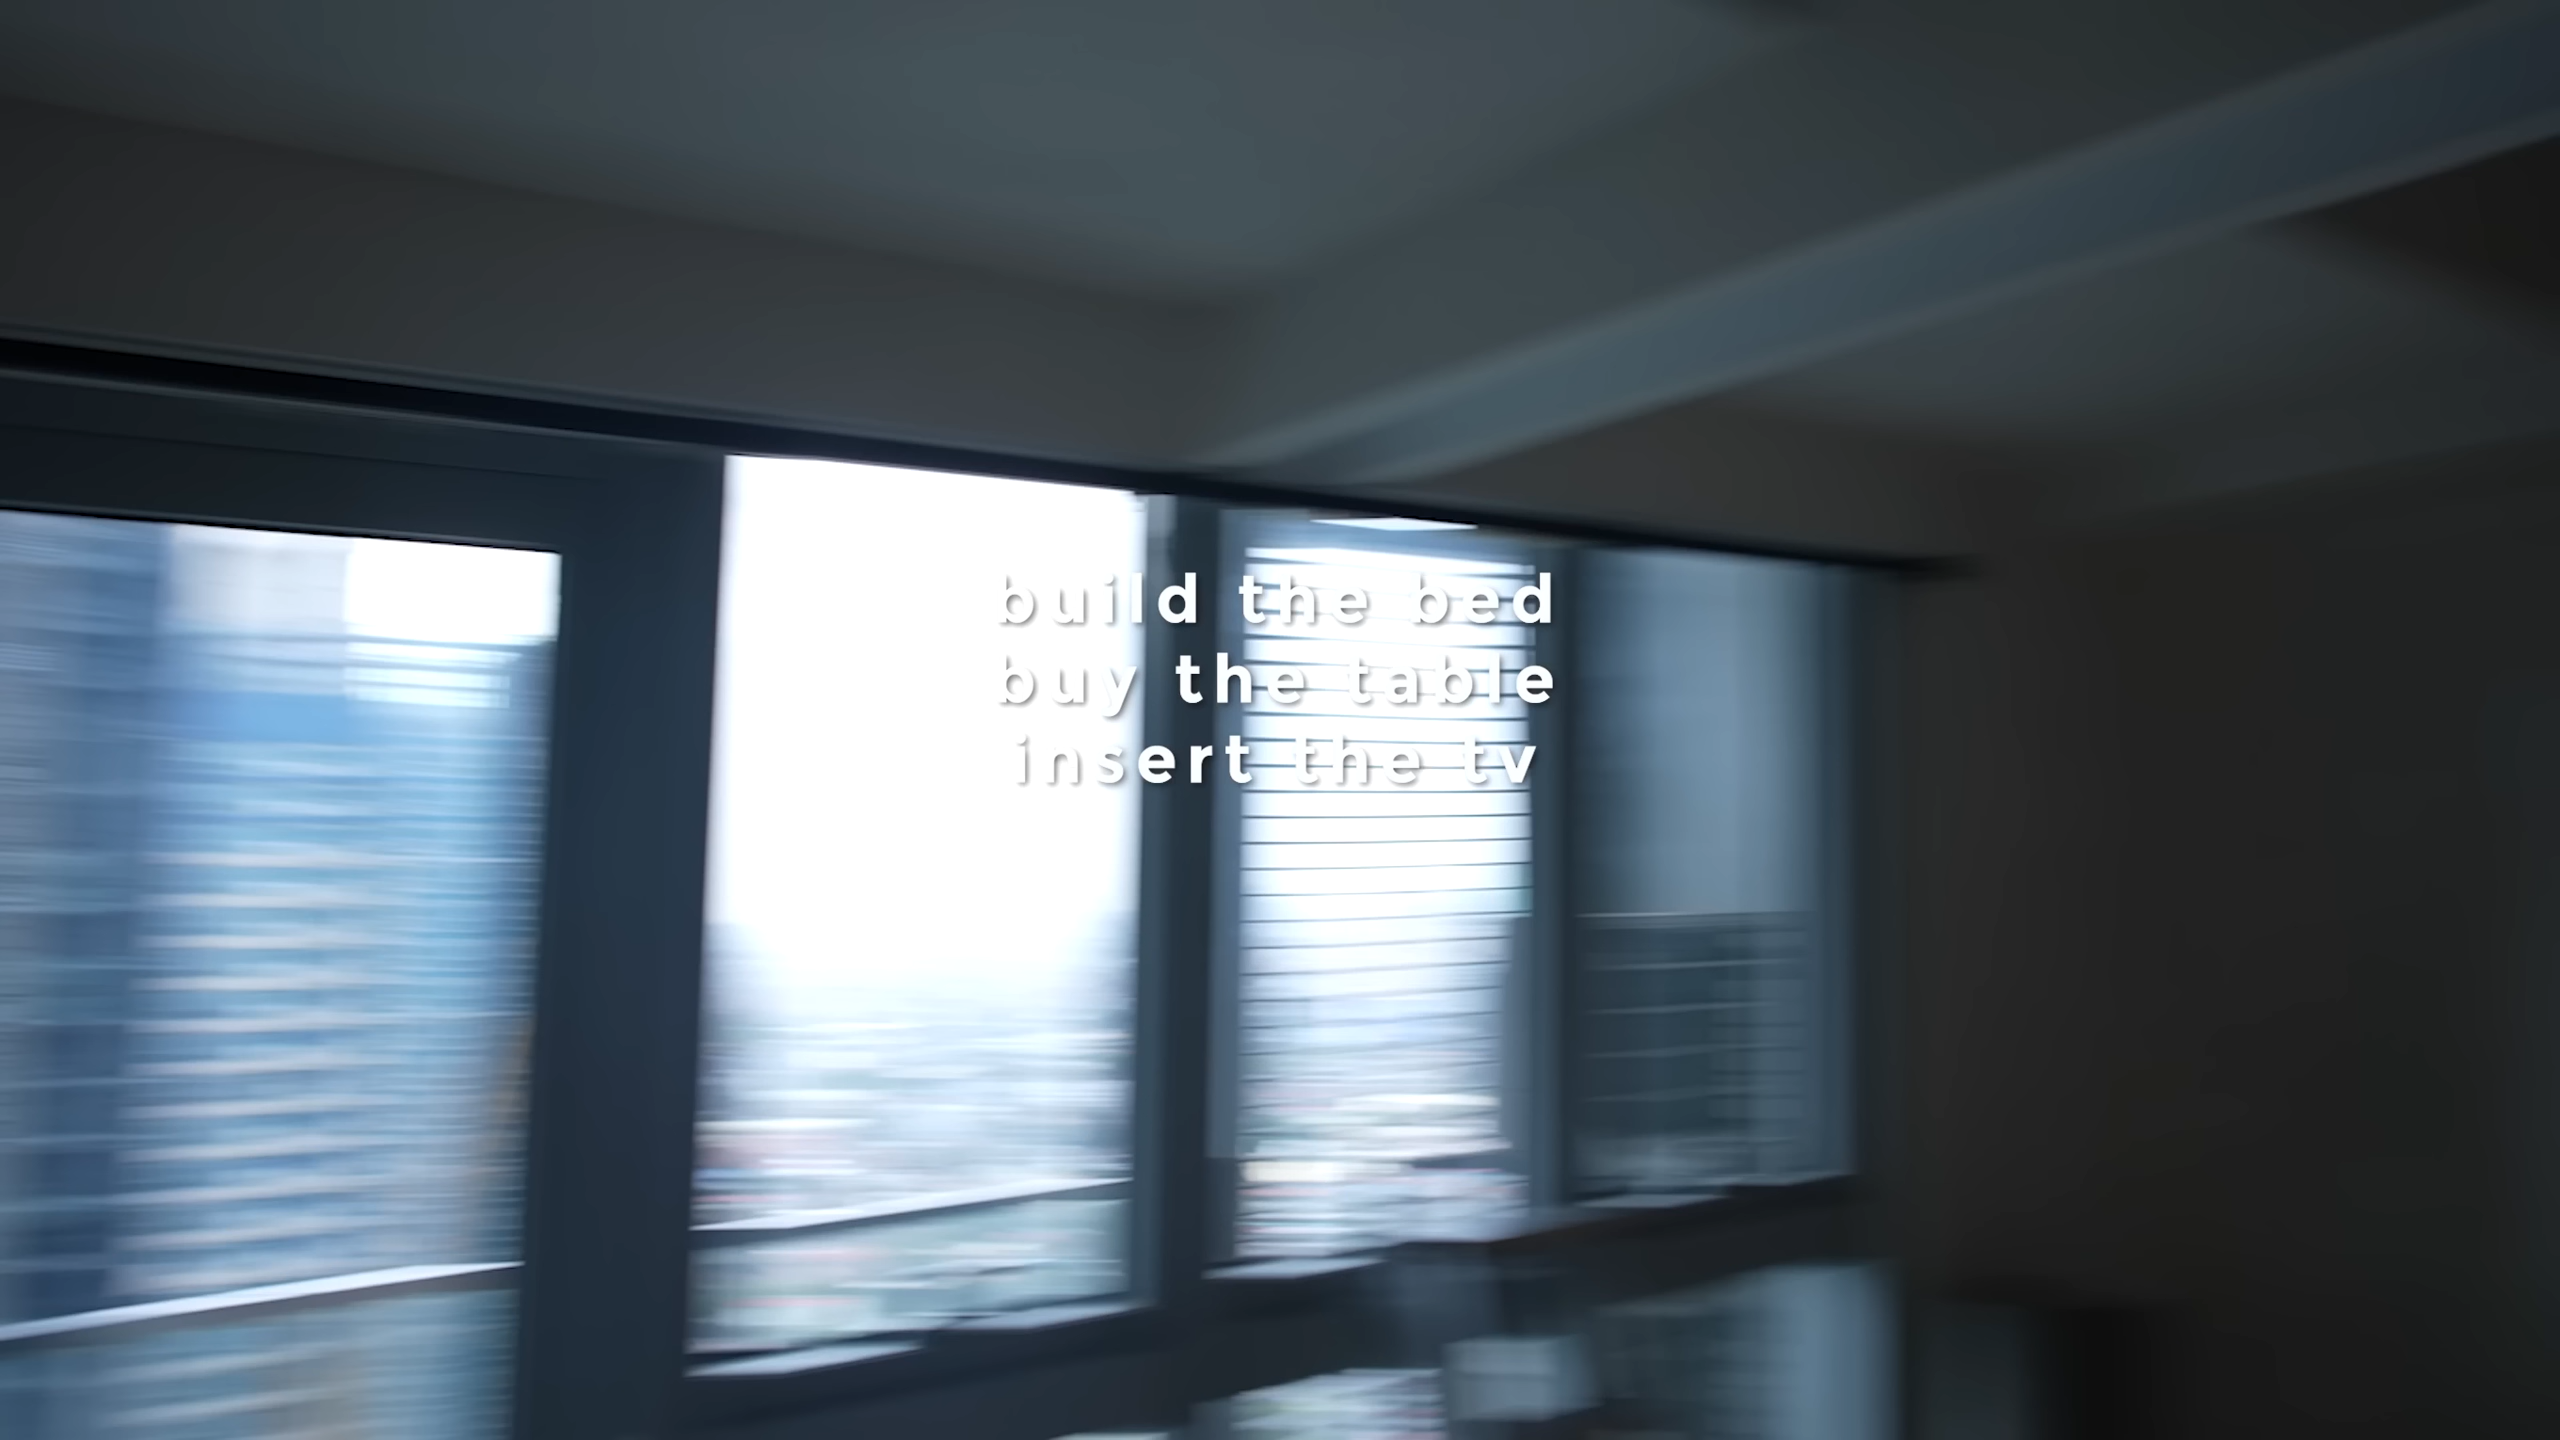 build the bed
buy the table
insert the tv